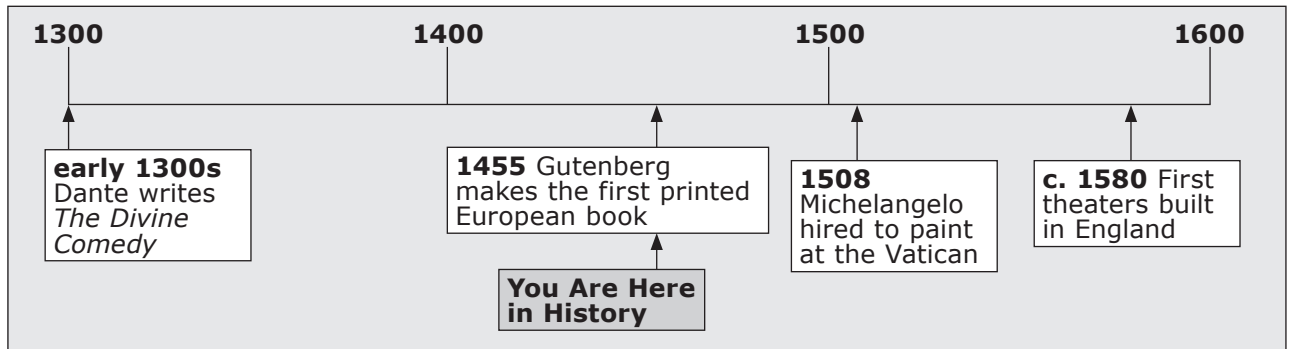 1300 1400 1500 1600
early 1300s
Dante writes
The Divine
Comedy
1455 Gutenberg
makes the first printed
European book
You Are Here
in History
1508
Michelangelo
hired to paint
at the Vatican
c. 1580 First
theaters built
in England